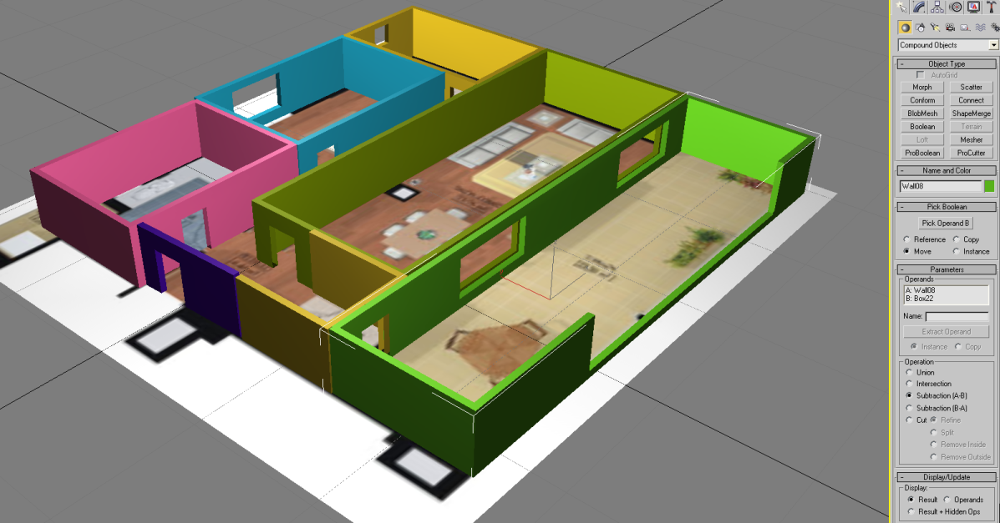 Compound Objects
- Object Type
AutoGrid
Morph Scatter
Conform Connect
BlobMesh ShapeMerge
Boolean Terrain
Loft Mesher
ProBoolean ProCutter
- Name and Color
Wall08
- Pick Boolean
Pick Operand B
Reference Copy
Move Instance
- Parameters
Operands
A: Wall08
B: Box22
Name:
Extract Operand
Instance Copy
Operation
Union
Intersection
Subtraction (A-B)
Subtraction (B-A)
Cut Refine
Split
Remove Inside
Remove Outside
- Display/Update
Display:
Result Operands
Result + Hidden Ops